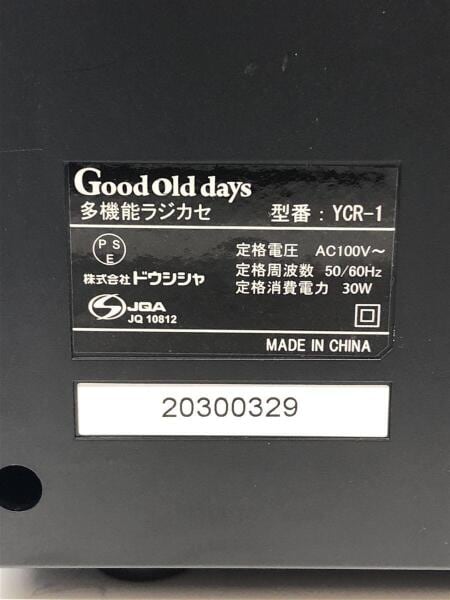 Good old days
多機能ラジカセ 型番：YCR-1
PSE
株式会社ドウシシャ
JQA
JQ 10812
定格電圧 AC100V～
定格周波数 50/60Hz
定格消費電力 30W
MADE IN CHINA
20300329